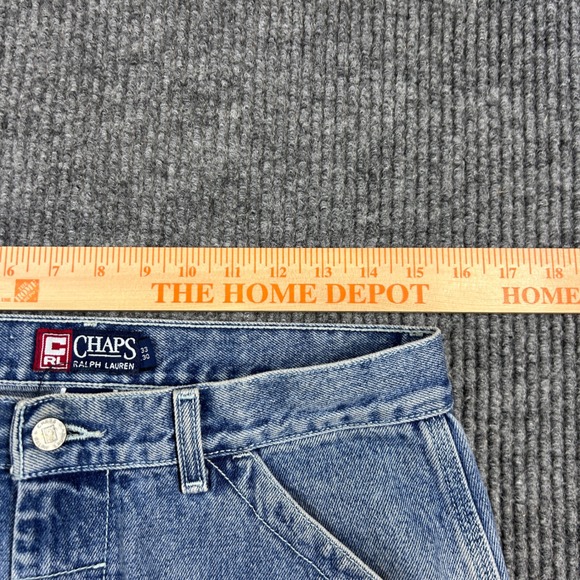 6 7 8 9 10 11 12 13 14 15 16 17 18
THE HOME DEPOT HOME
C CHAPS 33
RL RALPH LAUREN 30